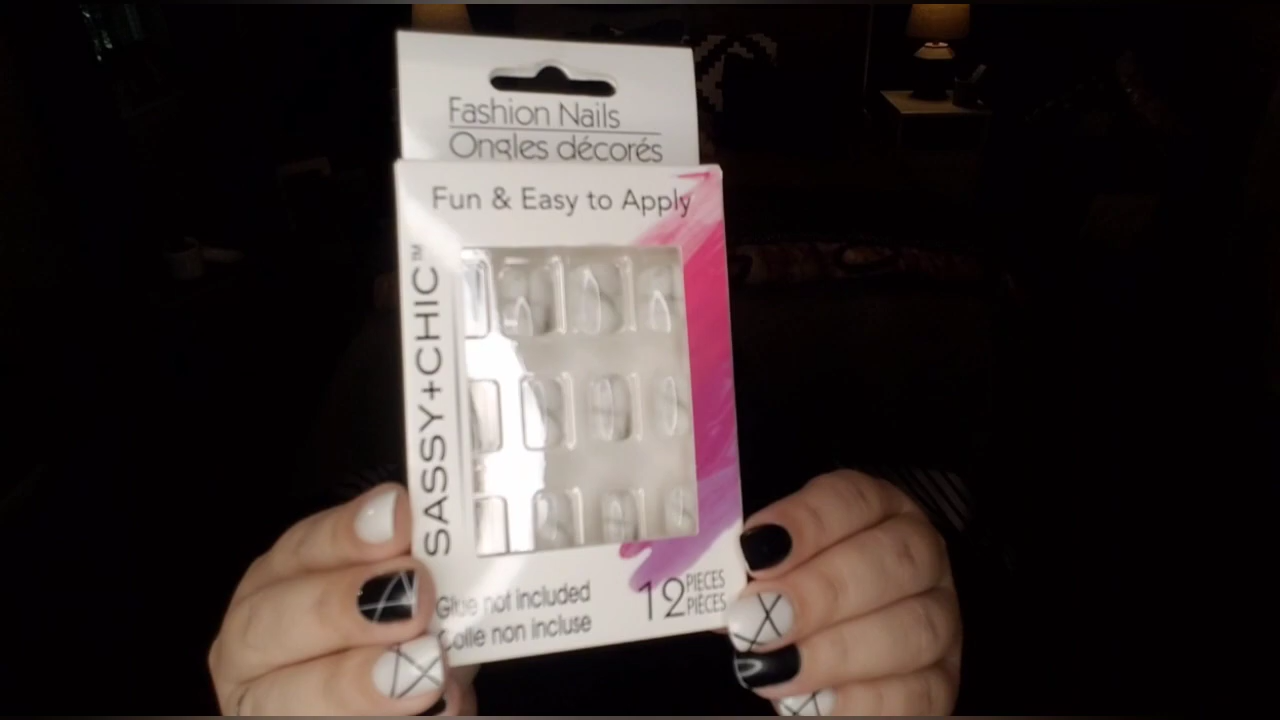 Fashion Nails
Ongles décorés
Fun & Easy to Apply
SASSY+CHIC™
Glue not included
Colle non incluse
12 PIECES
PIÈCES